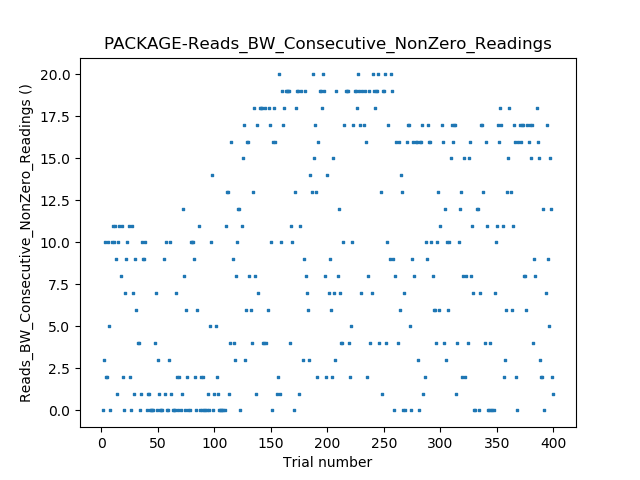 PACKAGE-Reads_BW_Consecutive_NonZero_Readings
Reads_BW_Consecutive_NonZero_Readings ()
20.0
17.5
15.0
12.5
10.0
7.5
5.0
2.5
0.0
0 50 100 150 200 250 300 350 400
Trial number